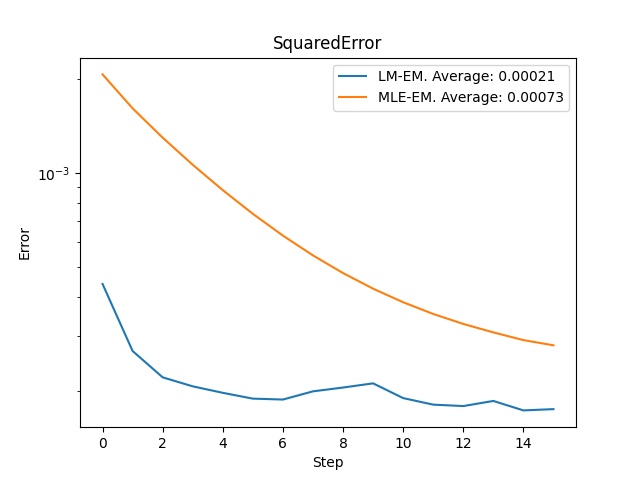 SquaredError
LM-EM. Average: 0.00021
MLE-EM. Average: 0.00073
10^{-3}
Error
0 2 4 6 8 10 12 14
Step